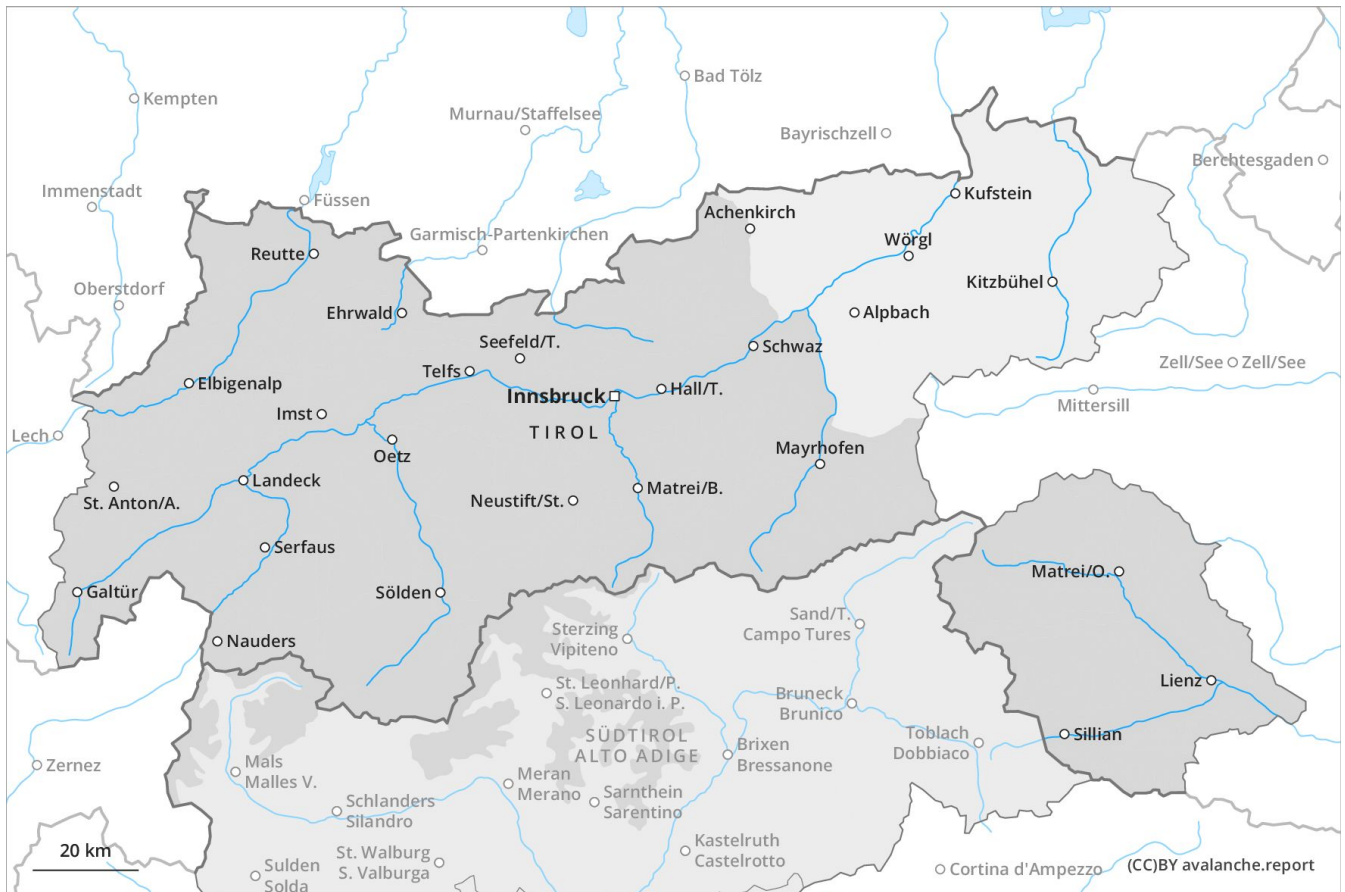 Kempten
Bad Tölz
Murnau/Staffelsee
Bayrischzell
Berchtesgaden
Immenstadt
Füssen
Kufstein
Achenkirch
Garmisch-Partenkirchen
Wörgl
Reutte
Oberstdorf
Kitzbühel
Ehrwald
Alpbach
Seefeld/T.
Schwaz
Zell/See
Zell/See
Telfs
Elbigenalp
Innsbruck
Hall/T.
Mittersill
Imst
TIROL
Lech
Oetz
Mayrhofen
Landeck
Matrei/B.
St. Anton/A.
Neustift/St.
Serfaus
Matrei/O.
Galtür
Sölden
Sand/T.
Campo Tures
Sterzing
Vipiteno
Nauders
Lienz
St. Leonhard/P.
S. Leonardo i. P.
Bruneck
Brunico
SÜDTIROL
ALTO ADIGE
Toblach
Dobbiaco
Sillian
Brixen
Bressanone
Zernez
Mals
Malles V.
Meran
Merano
Sarnthein
Sarentino
Schlanders
Silandro
Kastelruth
Castelrotto
20 km
St. Walburg
S. Valburga
Sulden
Solda
Cortina d'Ampezzo
(CC)BY avalanche.report